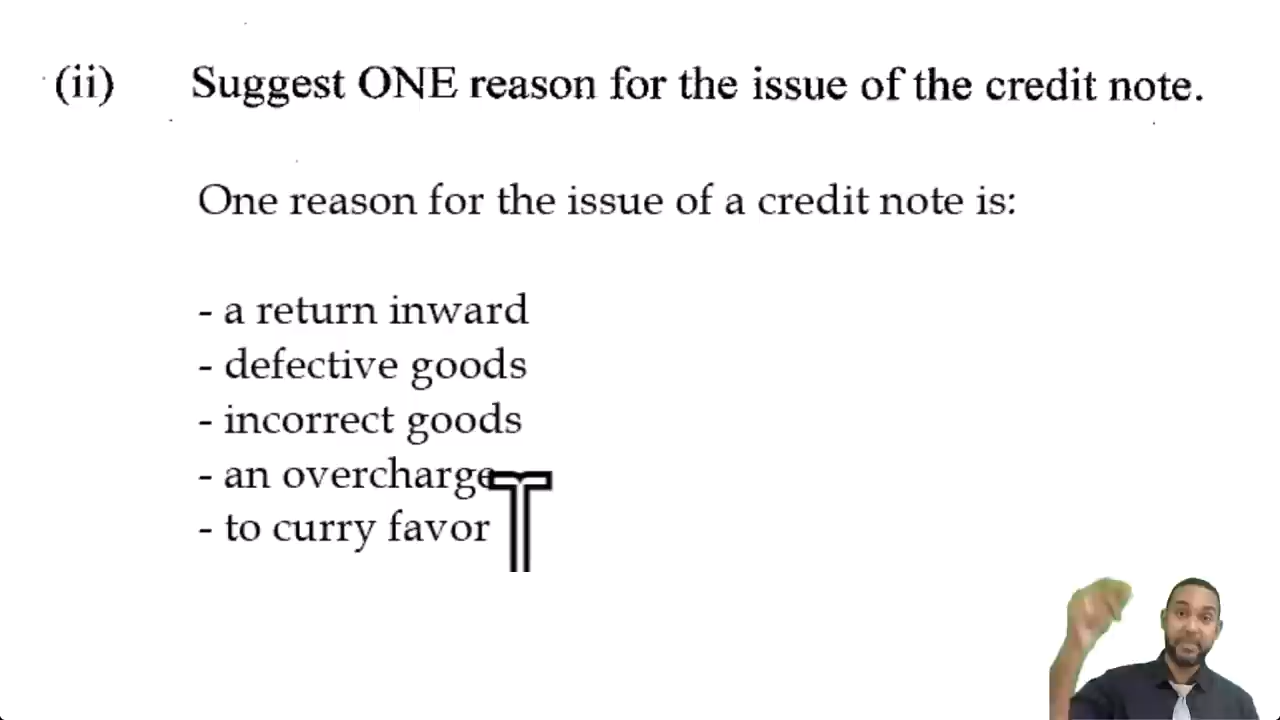 (ii) Suggest ONE reason for the issue of the credit note.
One reason for the issue of a credit note is:
- a return inward
- defective goods
- incorrect goods
- an overcharge
- to curry favor